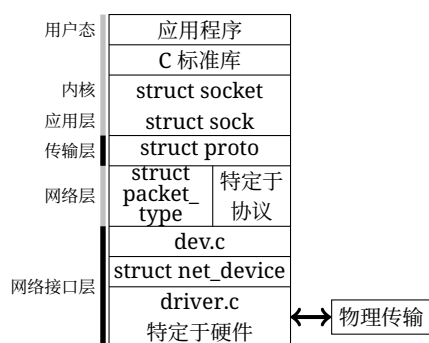 用户态
应用程序
C 标准库
内核
应用层
struct socket
struct sock
传输层
struct proto
网络层
struct
packet_
type
特定于
协议
网络接口层
dev.c
struct net_device
driver.c
特定于硬件
物理传输